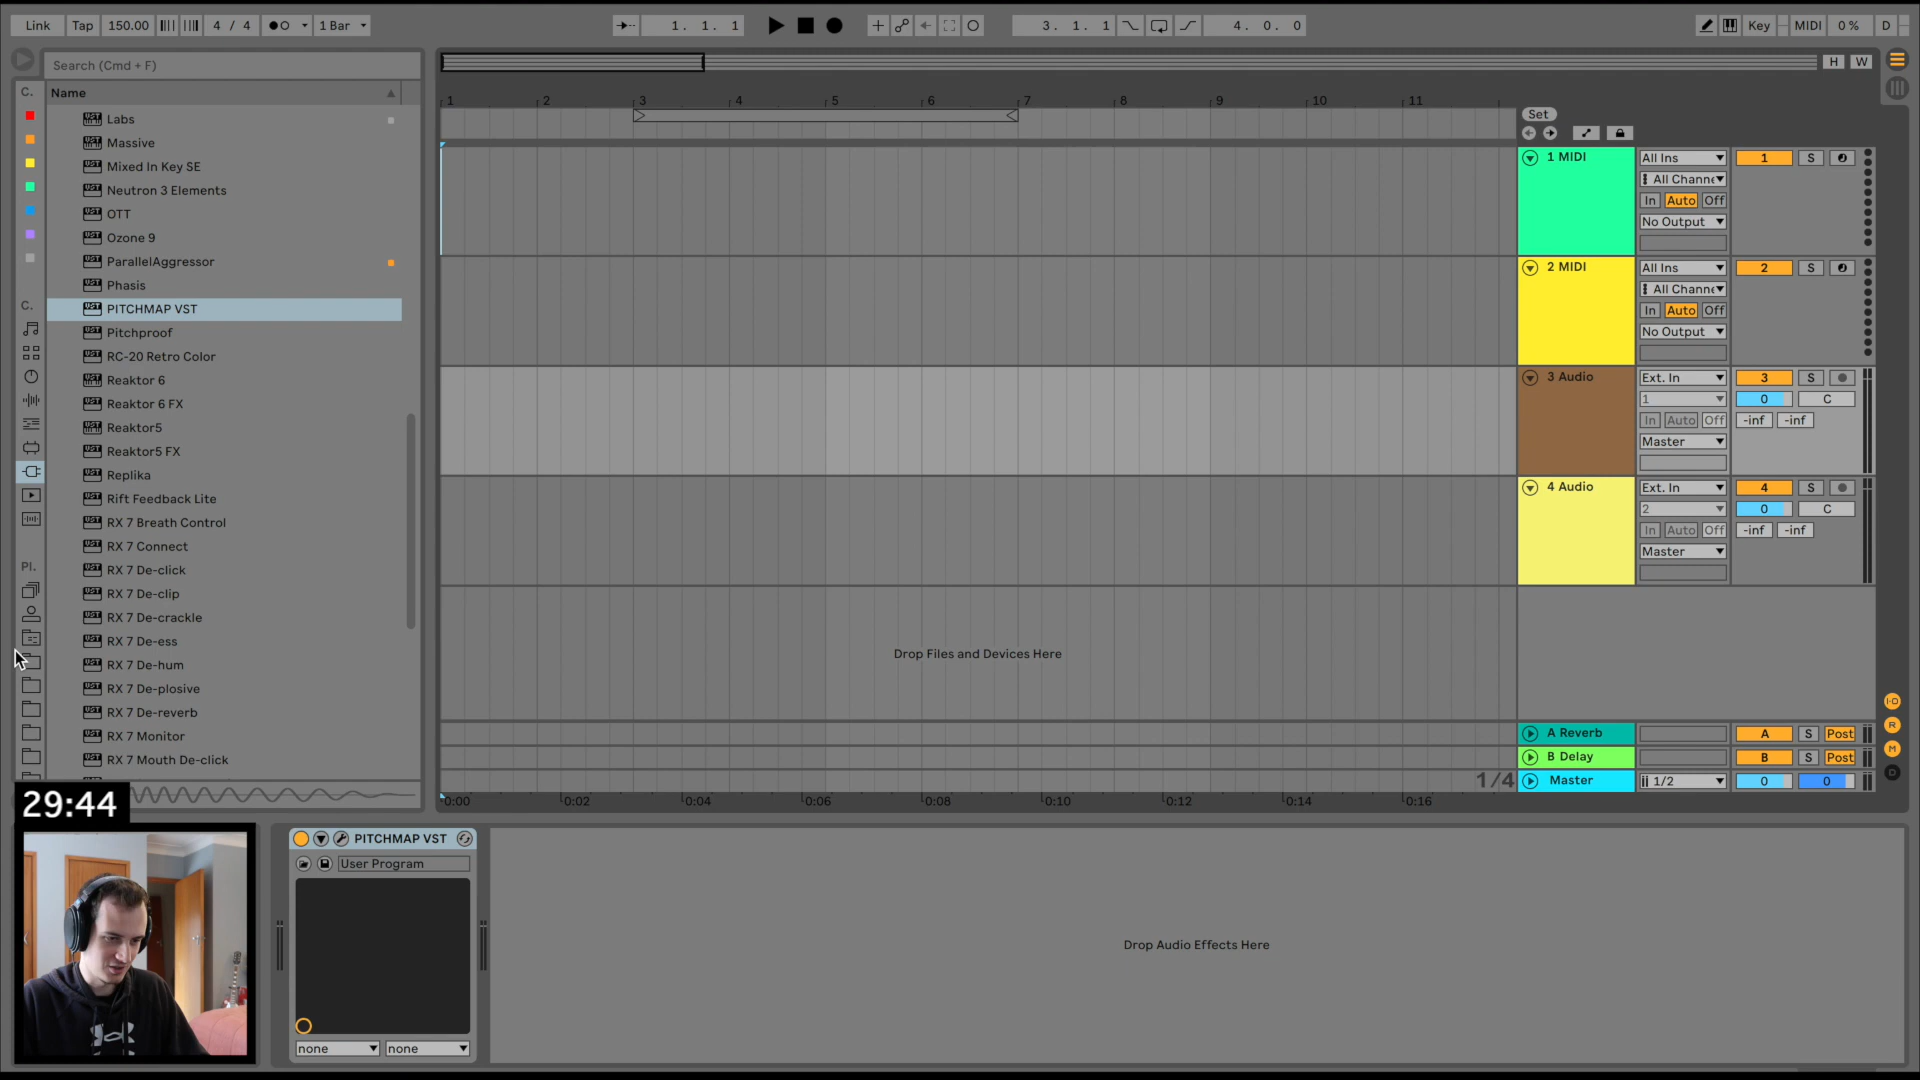 Link Tap 150.00 4 / 4 1 Bar 1. 1. 1 3. 1. 1 4. 0. 0 Key MIDI 0 % D
Search (Cmd + F)
H W
C. Name
1 2 3 4 5 6 7 8 9 10 11
Set
Labs
Massive
Mixed In Key SE
Neutron 3 Elements
OTT
Ozone 9
ParallelAggressor
Phasis
PITCHMAP VST
Pitchproof
RC-20 Retro Color
Reaktor 6
Reaktor 6 FX
Reaktor5
Reaktor5 FX
Replika
Rift Feedback Lite
RX 7 Breath Control
RX 7 Connect
RX 7 De-click
RX 7 De-clip
RX 7 De-crackle
RX 7 De-ess
RX 7 De-hum
RX 7 De-plosive
RX 7 De-reverb
RX 7 Monitor
RX 7 Mouth De-click
C.
Pl.
1 MIDI All Ins 1 S
All Channe
In Auto Off
No Output
2 MIDI All Ins 2 S
All Channe
In Auto Off
No Output
3 Audio Ext. In 3 S
1 0 C
In Auto Off -inf -inf
Master
4 Audio Ext. In 4 S
2 0 C
In Auto Off -inf -inf
Master
Drop Files and Devices Here
A Reverb A S Post
B Delay B S Post
1/4 Master 1/2 0 0
I-O
R
M
D
0:00 0:02 0:04 0:06 0:08 0:10 0:12 0:14 0:16
29:44
PITCHMAP VST
User Program
none none
Drop Audio Effects Here